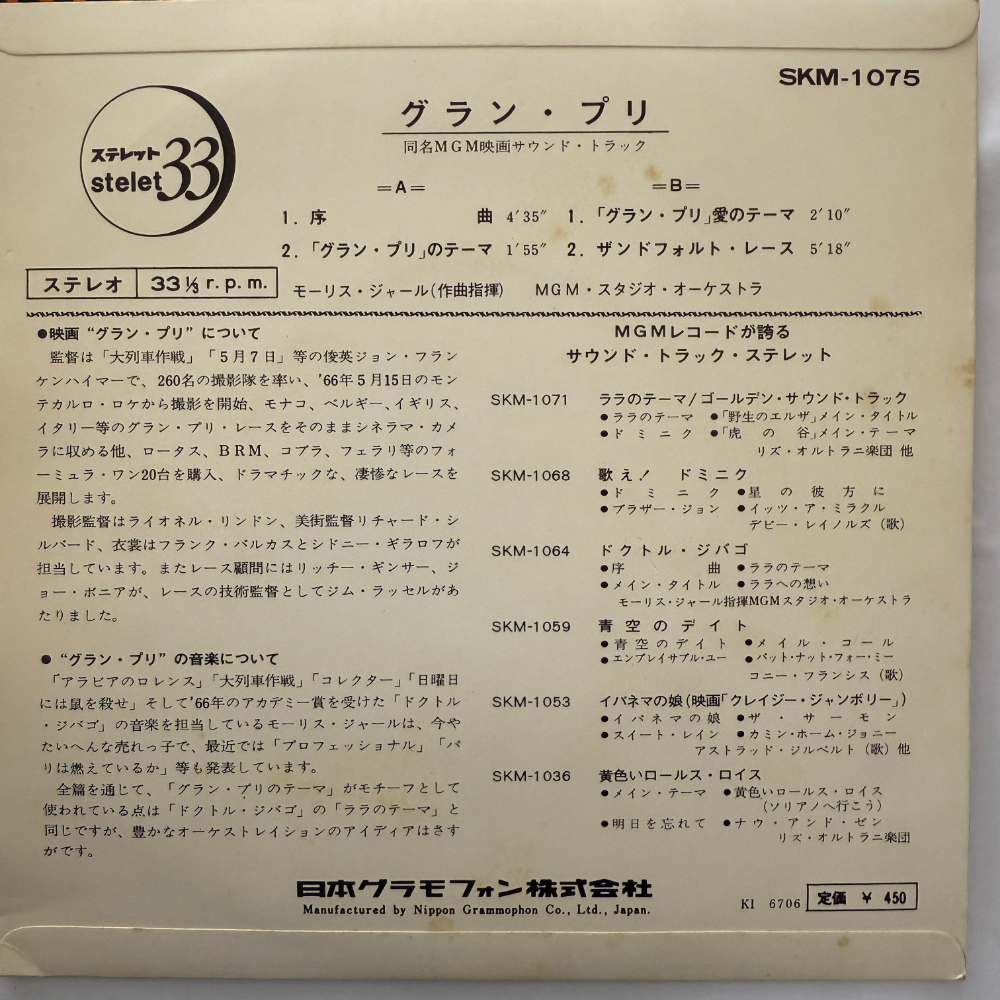 SKM-1075
ステレット
stelet 33
グラン・プリ
同名MGM映画サウンド・トラック
=A=
1. 序曲 4′35″
2. 「グラン・プリ」のテーマ 1′55″
=B=
1. 「グラン・プリ」愛のテーマ 2′10″
2. ザンドフォルト・レース 5′18″
ステレオ 33⅓ r.p.m.
モーリス・ジャール(作曲指揮) MGM・スタジオ・オーケストラ
●映画“グラン・プリ”について
監督は「大列車作戦」「5月7日」等の俊英ジョン・フラン
ケンハイマーで、260名の撮影隊を率い、'66年5月15日のモン
テカルロ・ロケから撮影を開始、モナコ、ベルギー、イギリス、
イタリー等のグラン・プリ・レースをそのままシネラマ・カメ
ラに収める他、ロータス、BRM、コブラ、フェラリ等のフォ
ーミュラ・ワン20台を購入、ドラマチックな、凄惨なレースを
展開します。
撮影監督はライオネル・リンドン、美街監督リチャード・シ
ルバード、衣裳はフランク・バルカスとシドニー・ギラロフが
担当しています。またレース顧問にはリッチー・ギンサー、ジ
ョー・ボニアが、レースの技術監督としてジム・ラッセルがあ
たりました。
●“グラン・プリ”の音楽について
「アラビアのロレンス」「大列車作戦」「コレクター」「日曜日
には鼠を殺せ」そして'66年のアカデミー賞を受けた「ドクトル
・ジバゴ」の音楽を担当しているモーリス・ジャールは、今や
たいへんな売れっ子で、最近では「プロフェッショナル」「パ
リは燃えているか」等も発表しています。
全篇を通じて、「グラン・プリのテーマ」がモチーフとして
使われている点は「ドクトル・ジバゴ」の「ララのテーマ」と
同じですが、豊かなオーケストレイションのアイディアはさす
がです。
MGMレコードが誇る
サウンド・トラック・ステレット
SKM-1071 ララのテーマ/ゴールデン・サウンド・トラック
●ララのテーマ ●「野生のエルザ」メイン・タイトル
●ドミニク ●「虎の谷」メイン・テーマ
リズ・オルトラニ楽団 他
SKM-1068 歌え! ドミニク
●ドミニク ●星の彼方に
●ブラザー・ジョン ●イッツ・ア・ミラクル
デビー・レイノルズ(歌)
SKM-1064 ドクトル・ジバゴ
●序曲 ●ララのテーマ
●メイン・タイトル ●ララへの想い
モーリス・ジャール指揮MGMスタジオ・オーケストラ
SKM-1059 青空のデイト
●青空のデイト ●メイル・コール
●エンブレイサブル・ユー ●バット・ナット・フォー・ミー
コニー・フランシス(歌)
SKM-1053 イパネマの娘(映画「クレイジー・ジャンボリー」)
●イパネマの娘 ●ザ・サーモン
●スイート・レイン ●カミン・ホーム・ジョニー
アストラッド・ジルベルト(歌)他
SKM-1036 黄色いロールス・ロイス
●メイン・テーマ ●黄色いロールス・ロイス
(ソリアノへ行こう)
●明日を忘れて ●ナウ・アンド・ゼン
リズ・オルトラニ楽団
日本グラモフォン株式会社
Manufactured by Nippon Grammophon Co., Ltd., Japan.
KI 6706 定価 ¥ 450